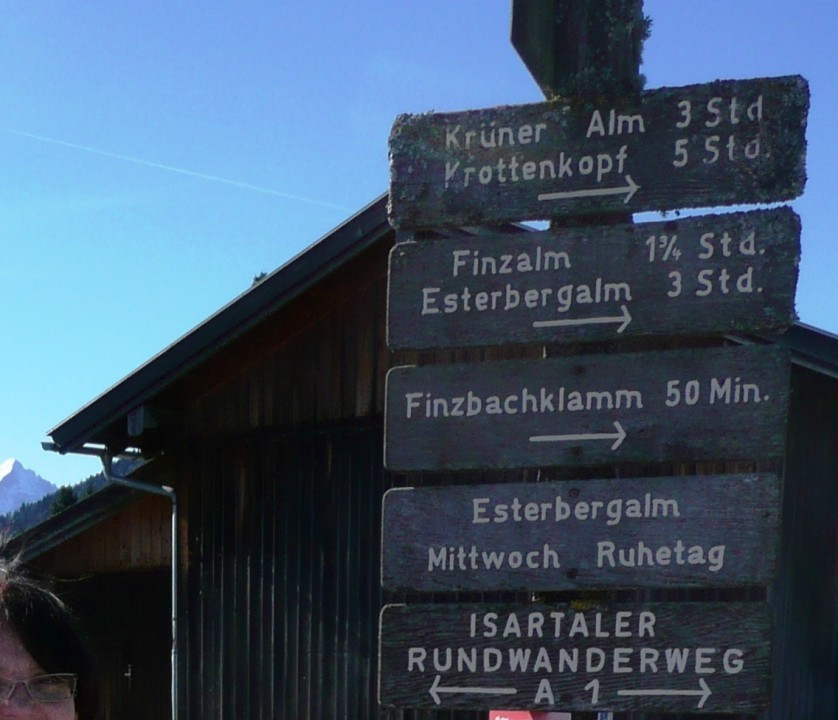 Krüner Alm 3 Std
Krottenkopf 5 Std.
→
Finzalm 1¾ Std.
Esterbergalm 3 Std.
→
Finzbachklamm 50 Min.
→
Esterbergalm
Mittwoch Ruhetag
ISARTALER
RUNDWANDERWEG
← A 1 →